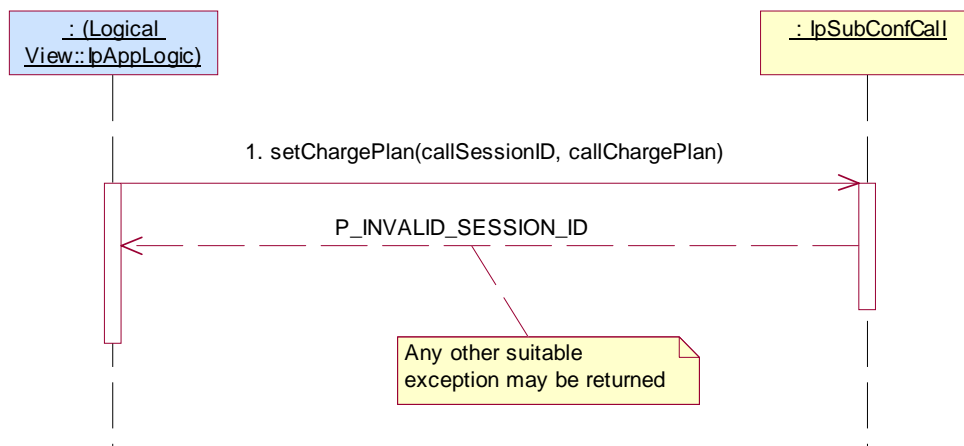 : (Logical
View::IpAppLogic)
: IpSubConfCall
1. setChargePlan(callSessionID, callChargePlan)
P_INVALID_SESSION_ID
Any other suitable
exception may be returned